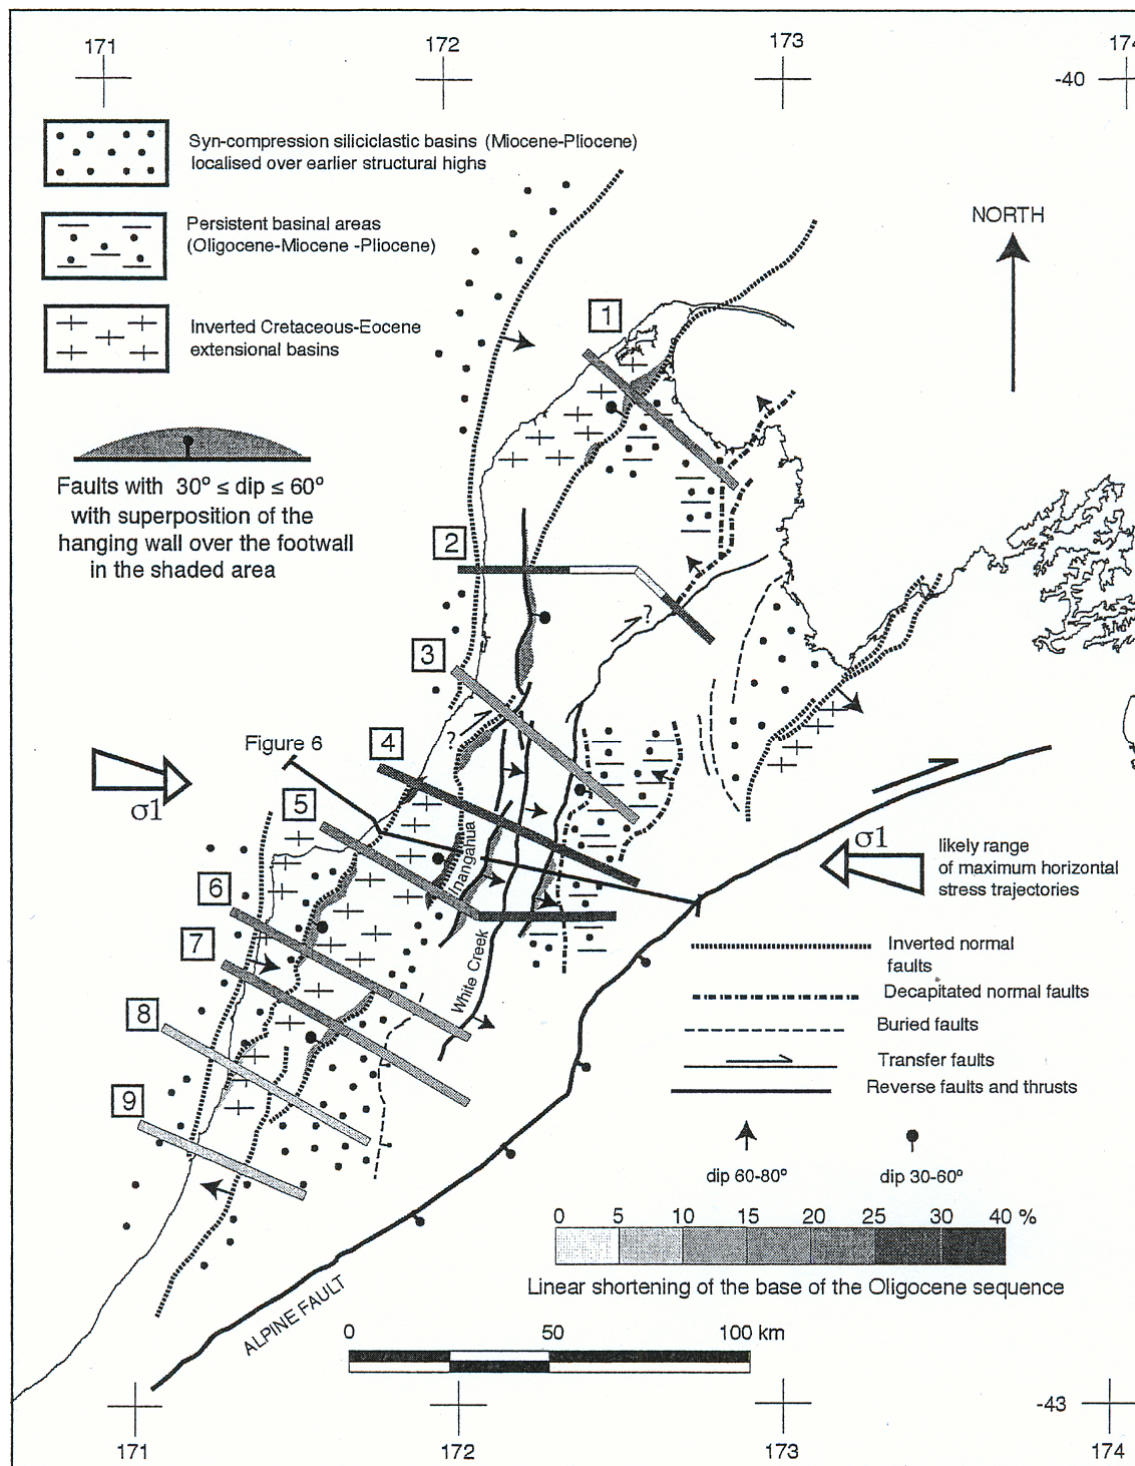 171
172
173
174
-40
Syn-compression siliciclastic basins (Miocene-Pliocene)
localised over earlier structural highs
Persistent basinal areas
(Oligocene-Miocene -Pliocene)
Inverted Cretaceous-Eocene
extensional basins
NORTH
Faults with 30° ≤ dip ≤ 60°
with superposition of the
hanging wall over the footwall
in the shaded area
1
2
3
4
5
6
7
8
9
?
?
Figure 6
σ1
σ1
likely range
of maximum horizontal
stress trajectories
Inangahua
White Creek
ALPINE FAULT
Inverted normal
faults
Decapitated normal faults
Buried faults
Transfer faults
Reverse faults and thrusts
dip 60-80°
dip 30-60°
0 5 10 15 20 25 30 40 %
Linear shortening of the base of the Oligocene sequence
0 50 100 km
-43
171
172
173
174